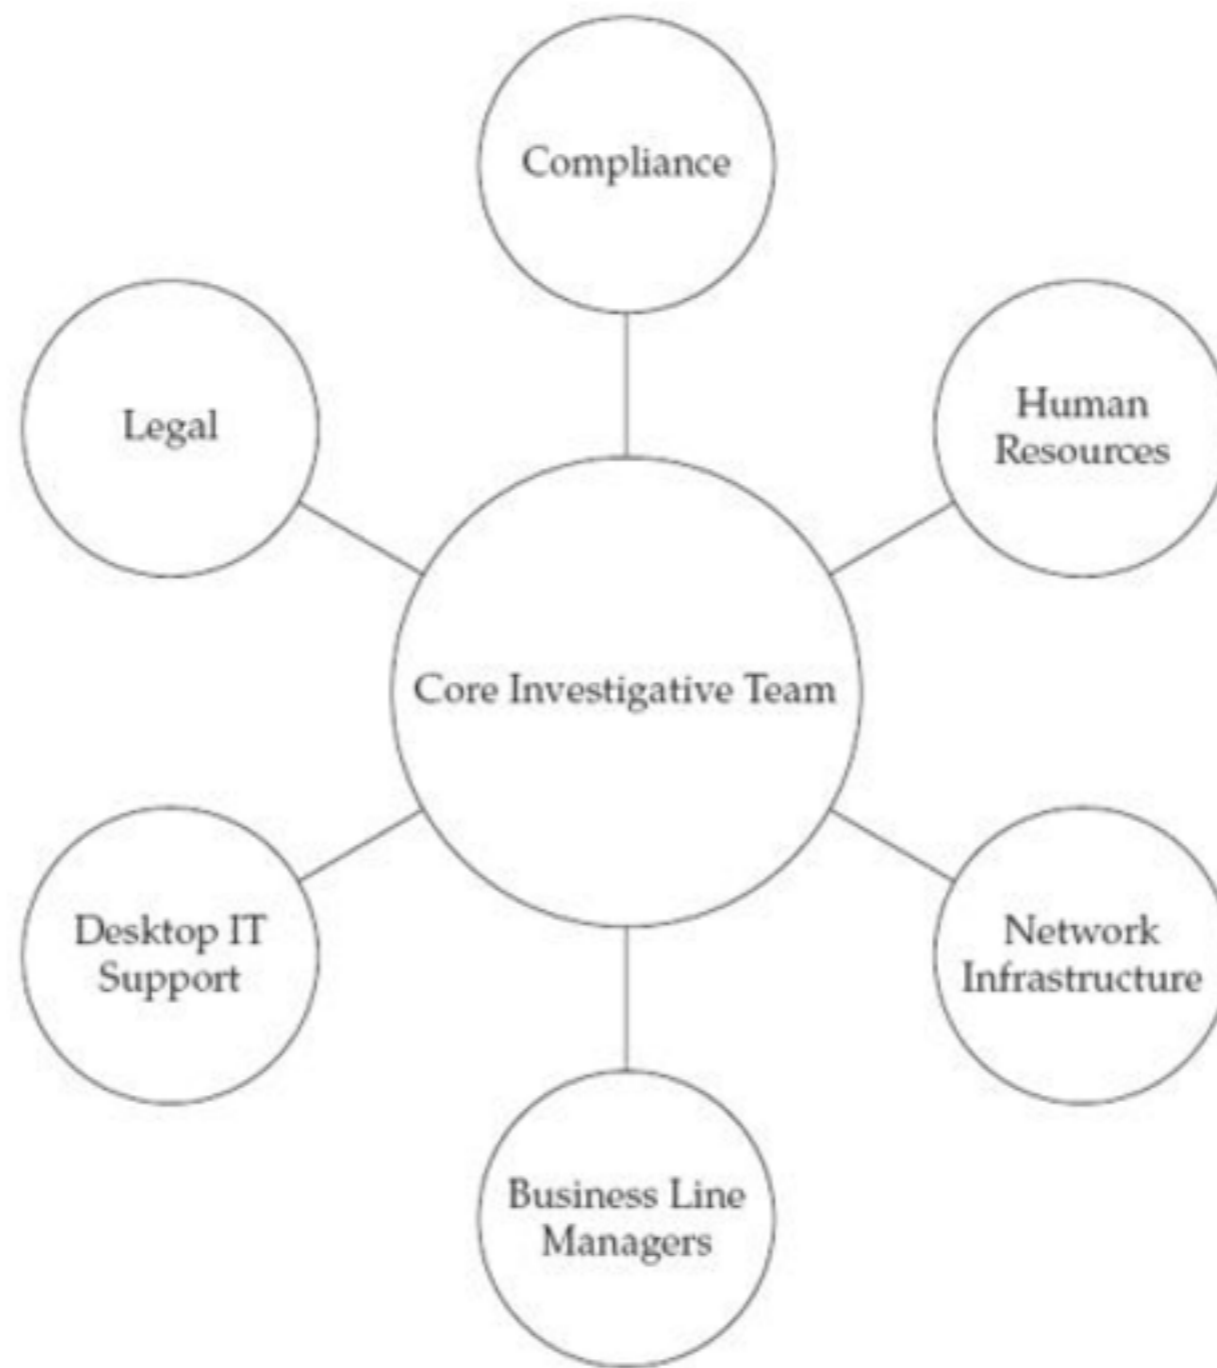 Compliance
Legal
Human
Resources
Core Investigative Team
Desktop IT
Support
Network
Infrastructure
Business Line
Managers